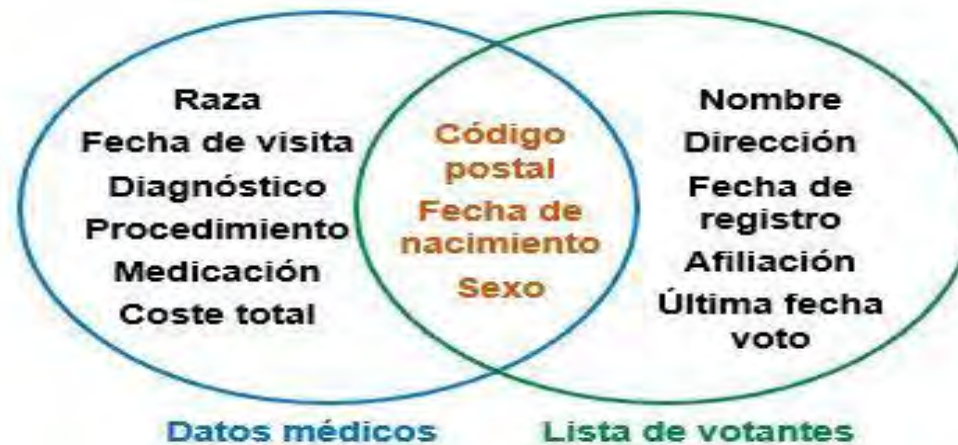 Raza
Fecha de visita
Diagnóstico
Procedimiento
Medicación
Coste total
Código
postal
Fecha de
nacimiento
Sexo
Nombre
Dirección
Fecha de
registro
Afiliación
Última fecha
voto
Datos médicos
Lista de votantes